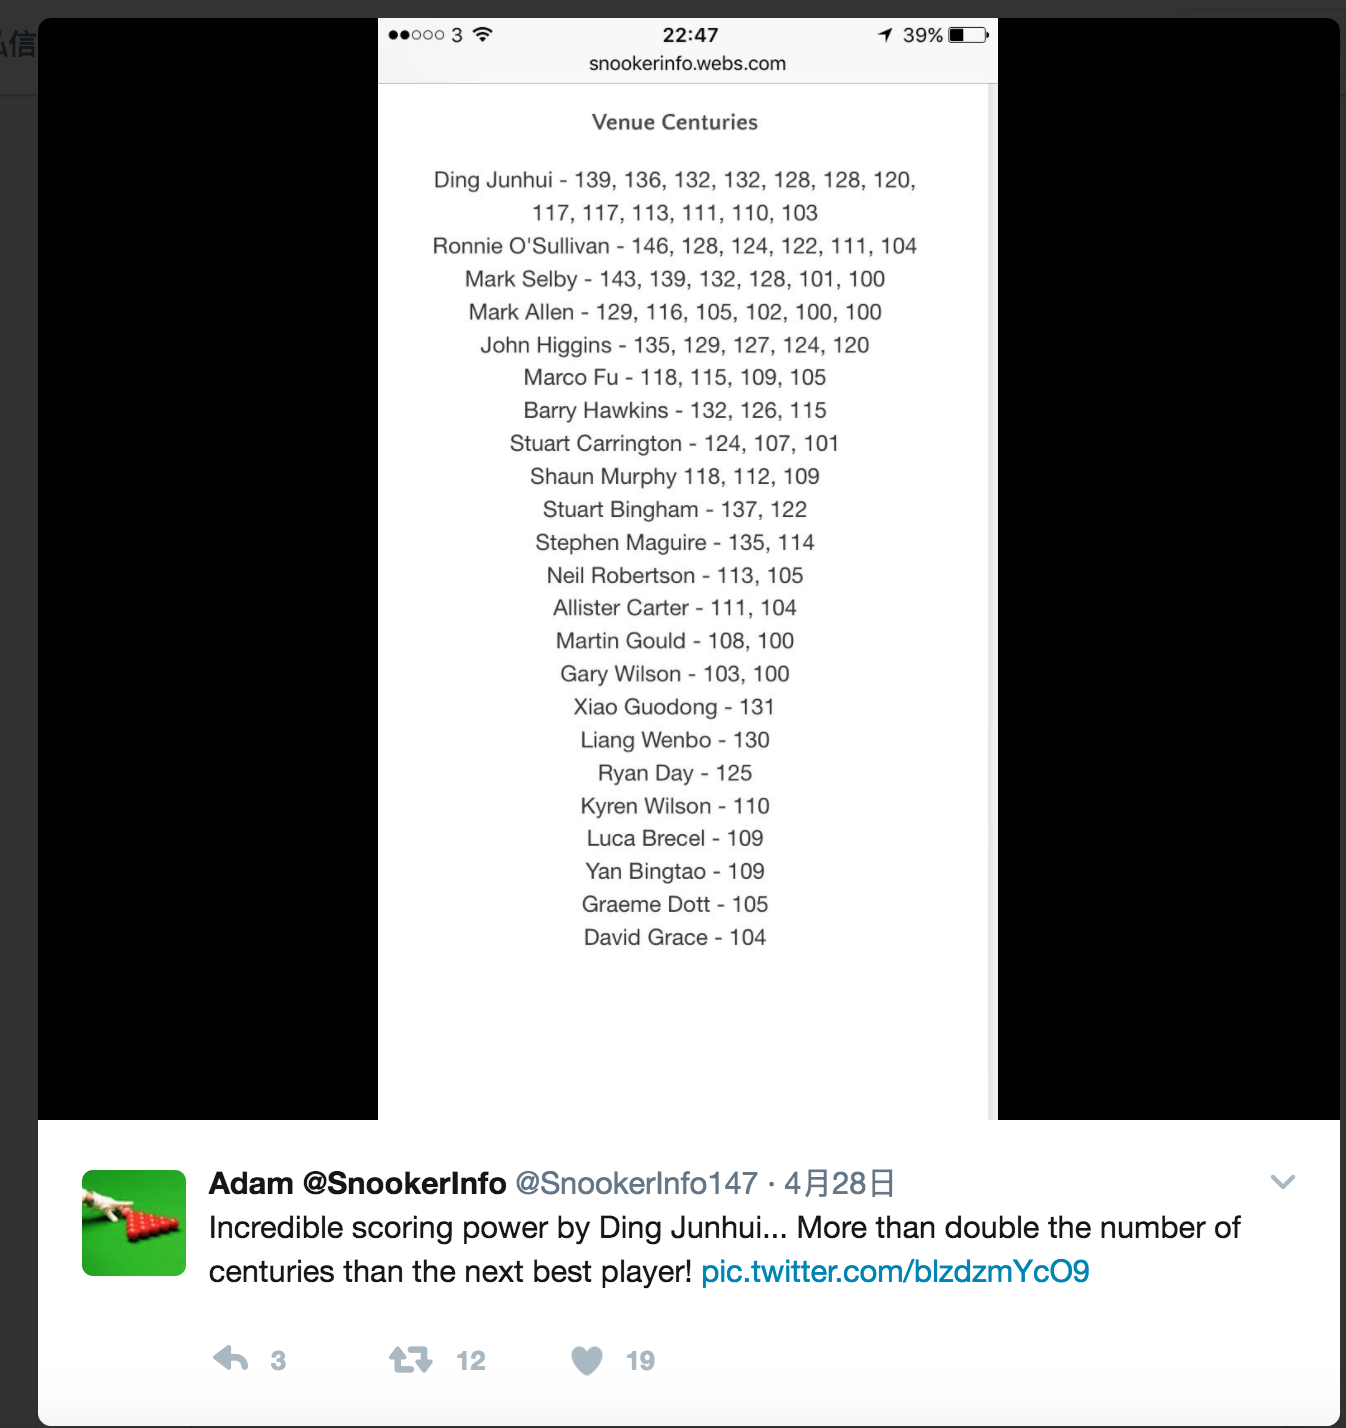 信
3 22:47 39%
snookerinfo.webs.com
Venue Centuries
Ding Junhui - 139, 136, 132, 132, 128, 128, 120,
117, 117, 113, 111, 110, 103
Ronnie O'Sullivan - 146, 128, 124, 122, 111, 104
Mark Selby - 143, 139, 132, 128, 101, 100
Mark Allen - 129, 116, 105, 102, 100, 100
John Higgins - 135, 129, 127, 124, 120
Marco Fu - 118, 115, 109, 105
Barry Hawkins - 132, 126, 115
Stuart Carrington - 124, 107, 101
Shaun Murphy 118, 112, 109
Stuart Bingham - 137, 122
Stephen Maguire - 135, 114
Neil Robertson - 113, 105
Allister Carter - 111, 104
Martin Gould - 108, 100
Gary Wilson - 103, 100
Xiao Guodong - 131
Liang Wenbo - 130
Ryan Day - 125
Kyren Wilson - 110
Luca Brecel - 109
Yan Bingtao - 109
Graeme Dott - 105
David Grace - 104
Adam @SnookerInfo @SnookerInfo147 · 4月28日
Incredible scoring power by Ding Junhui... More than double the number of
centuries than the next best player! pic.twitter.com/blzdzmYcO9
3 12 19